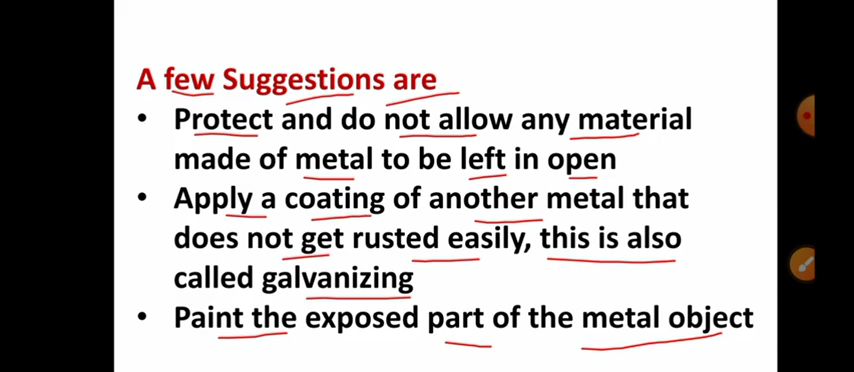 A few Suggestions are
• Protect and do not allow any material
made of metal to be left in open
• Apply a coating of another metal that
does not get rusted easily, this is also
called galvanizing
• Paint the exposed part of the metal object